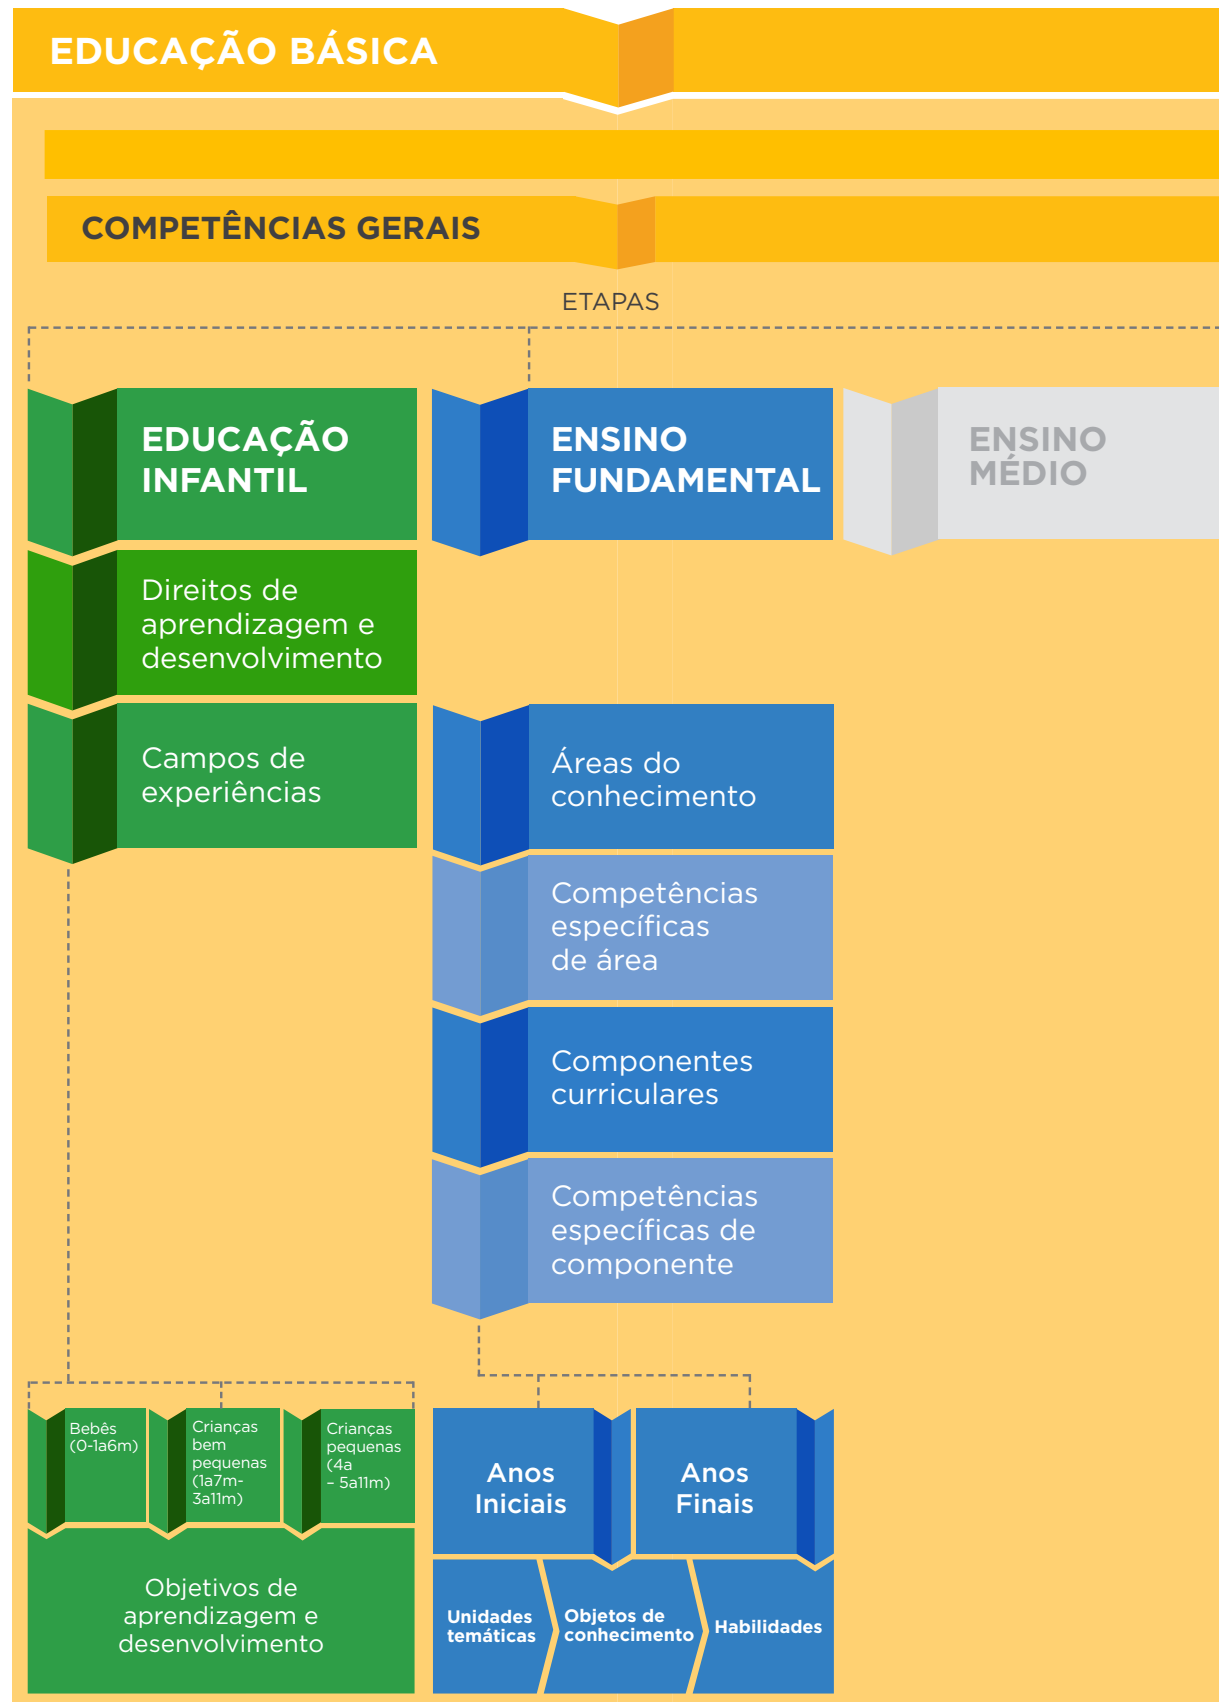 EDUCAÇÃO BÁSICA
COMPETÊNCIAS GERAIS
ETAPAS
EDUCAÇÃO
INFANTIL
Direitos de
aprendizagem e
desenvolvimento
Campos de
experiências
Bebês
(0-1a6m)
Crianças
bem
pequenas
(1a7m-
3a11m)
Crianças
pequenas
(4a
– 5a11m)
Objetivos de
aprendizagem e
desenvolvimento
ENSINO
FUNDAMENTAL
Áreas do
conhecimento
Competências
específicas
de área
Componentes
curriculares
Competências
específicas de
componente
Anos
Iniciais
Anos
Finais
Unidades
temáticas
Objetos de
conhecimento
Habilidades
ENSINO
MÉDIO